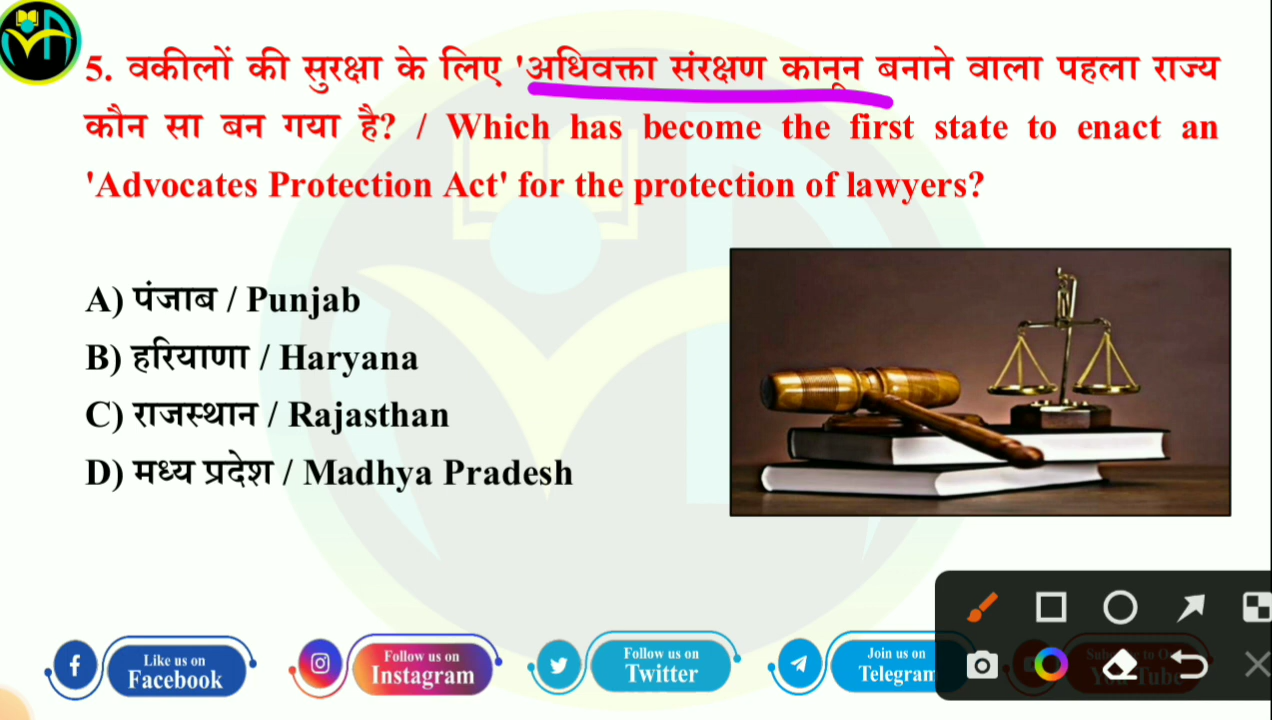 5. वकीलों की सुरक्षा के लिए 'अधिवक्ता संरक्षण कानून बनाने वाला पहला राज्य
कौन सा बन गया है? / Which has become the first state to enact an
'Advocates Protection Act' for the protection of lawyers?
A) पंजाब / Punjab
B) हरियाणा / Haryana
C) राजस्थान / Rajasthan
D) मध्य प्रदेश / Madhya Pradesh
Like us on
Facebook
Follow us on
Instagram
Follow us on
Twitter
Join us on
Telegram